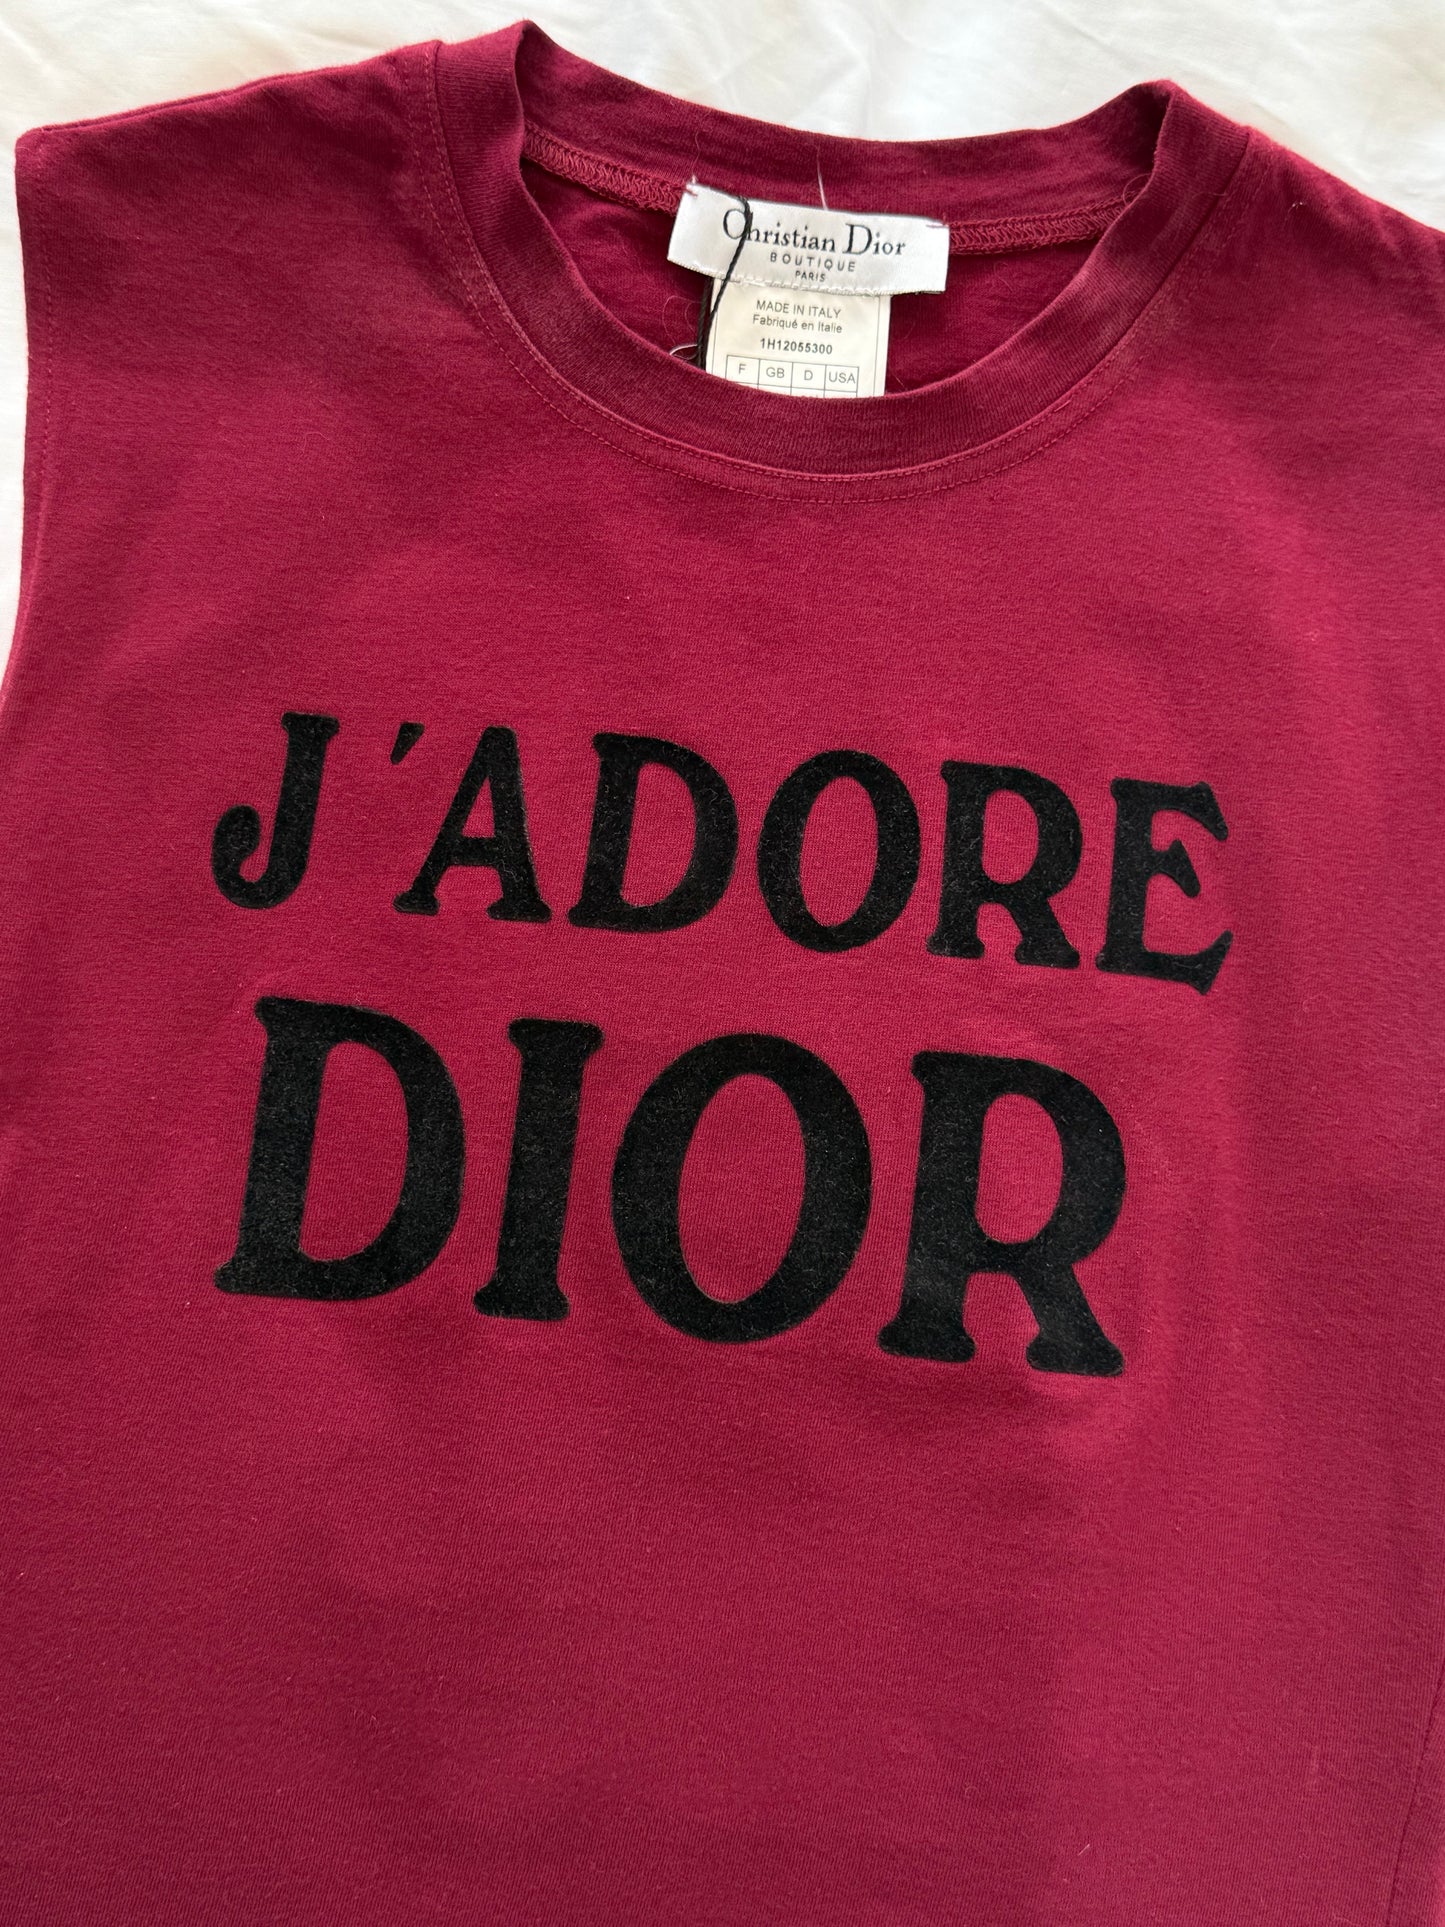 Christian Dior
BOUTIQUE
PARIS
MADE IN ITALY
Fabriqué en Italie
1H12055300
F GB D USA
J'ADORE
DIOR